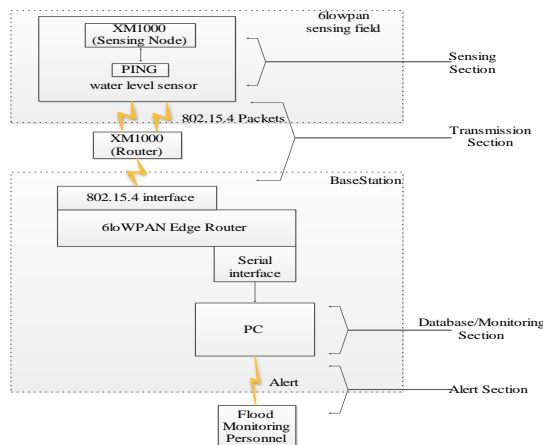 6lowpan
sensing field
XM1000
(Sensing Node)
PING
water level sensor
Sensing
Section
802.15.4 Packets
Transmission
Section
XM1000
(Router)
BaseStation
802.15.4 interface
6loWPAN Edge Router
Serial
interface
PC
Database/Monitoring
Section
Alert
Alert Section
Flood
Monitoring
Personnel